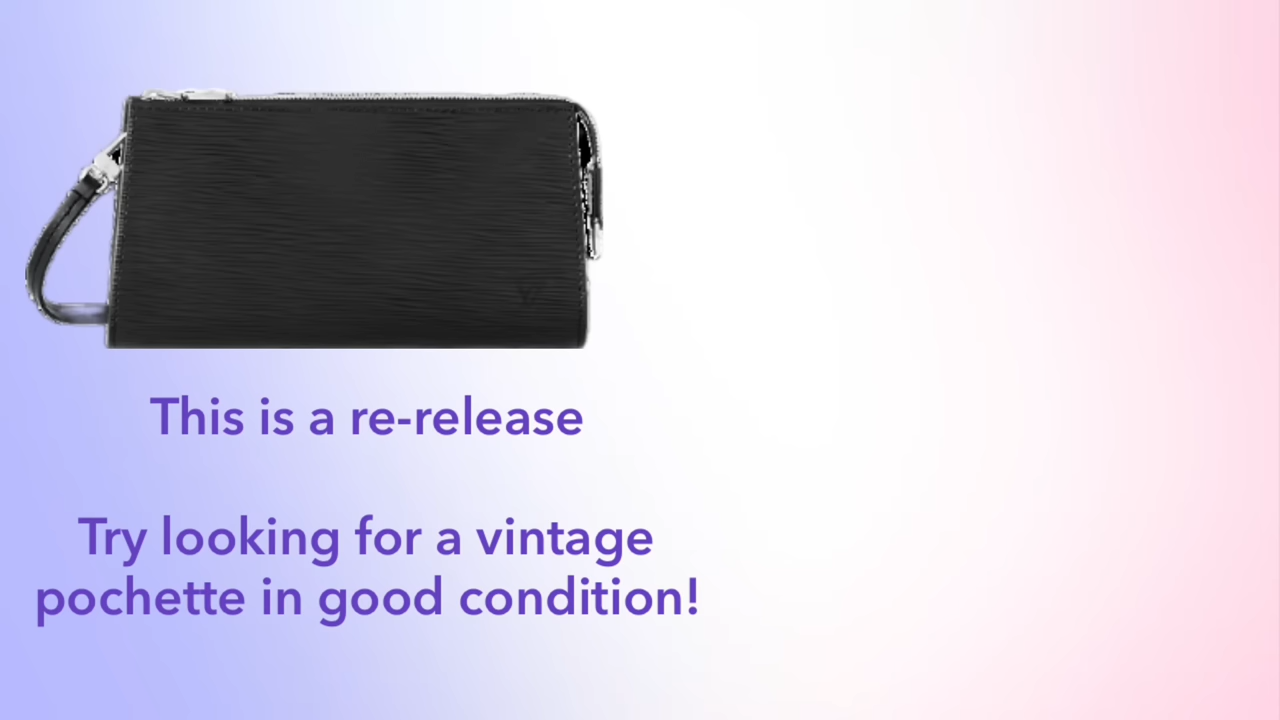 This is a re-release
Try looking for a vintage
pochette in good condition!